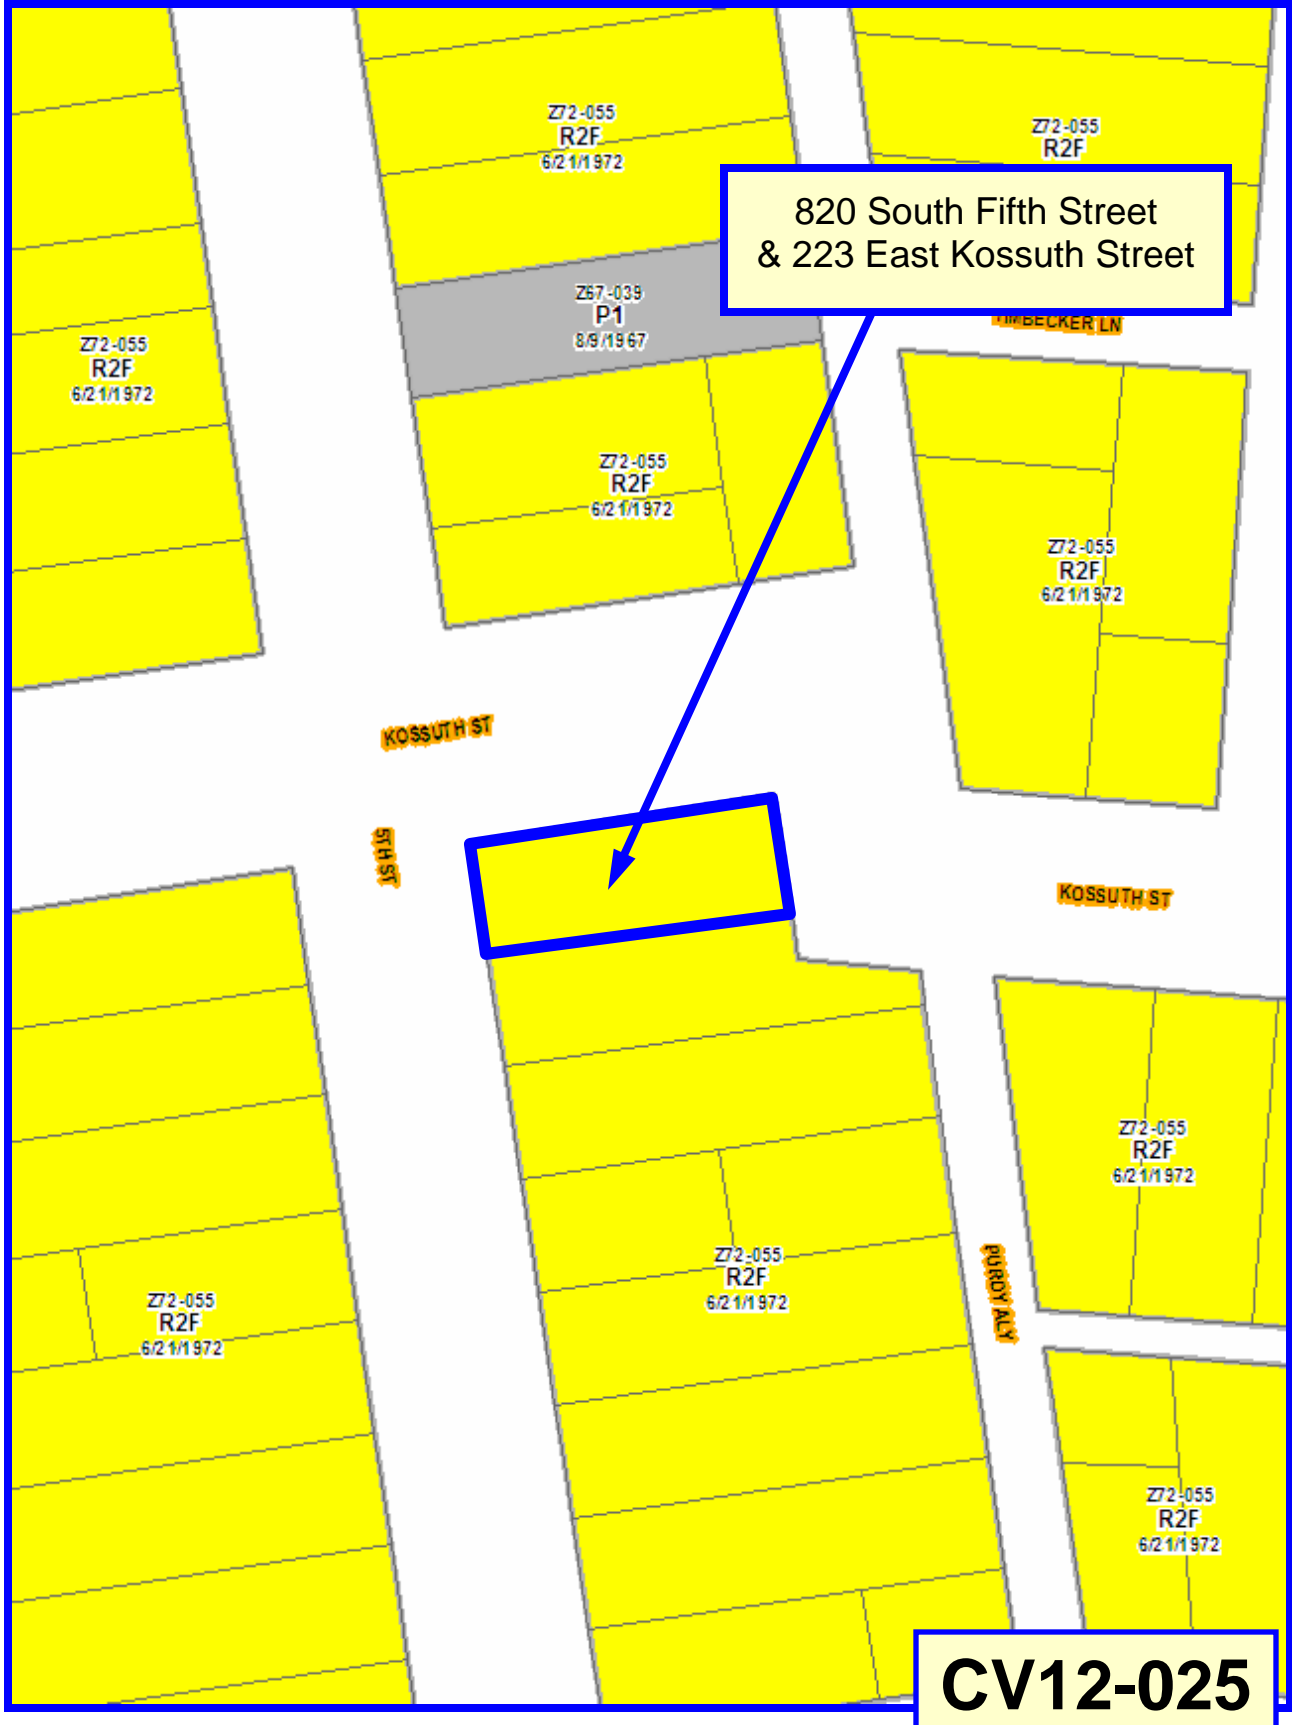 Z72-055
R2F
6/21/1972
Z72-055
R2F
820 South Fifth Street
& 223 East Kossuth Street
Z67-039
P1
8/9/1967
LN
Z72-055
R2F
6/21/1972
Z72-055
R2F
6/21/1972
Z72-055
R2F
6/21/1972
KOSSUTH ST
5TH ST
KOSSUTH ST
Z72-055
R2F
6/21/1972
Z72-055
R2F
6/21/1972
PURDY ALY
Z72-055
R2F
6/21/1972
Z72-055
R2F
6/21/1972
CV12-025